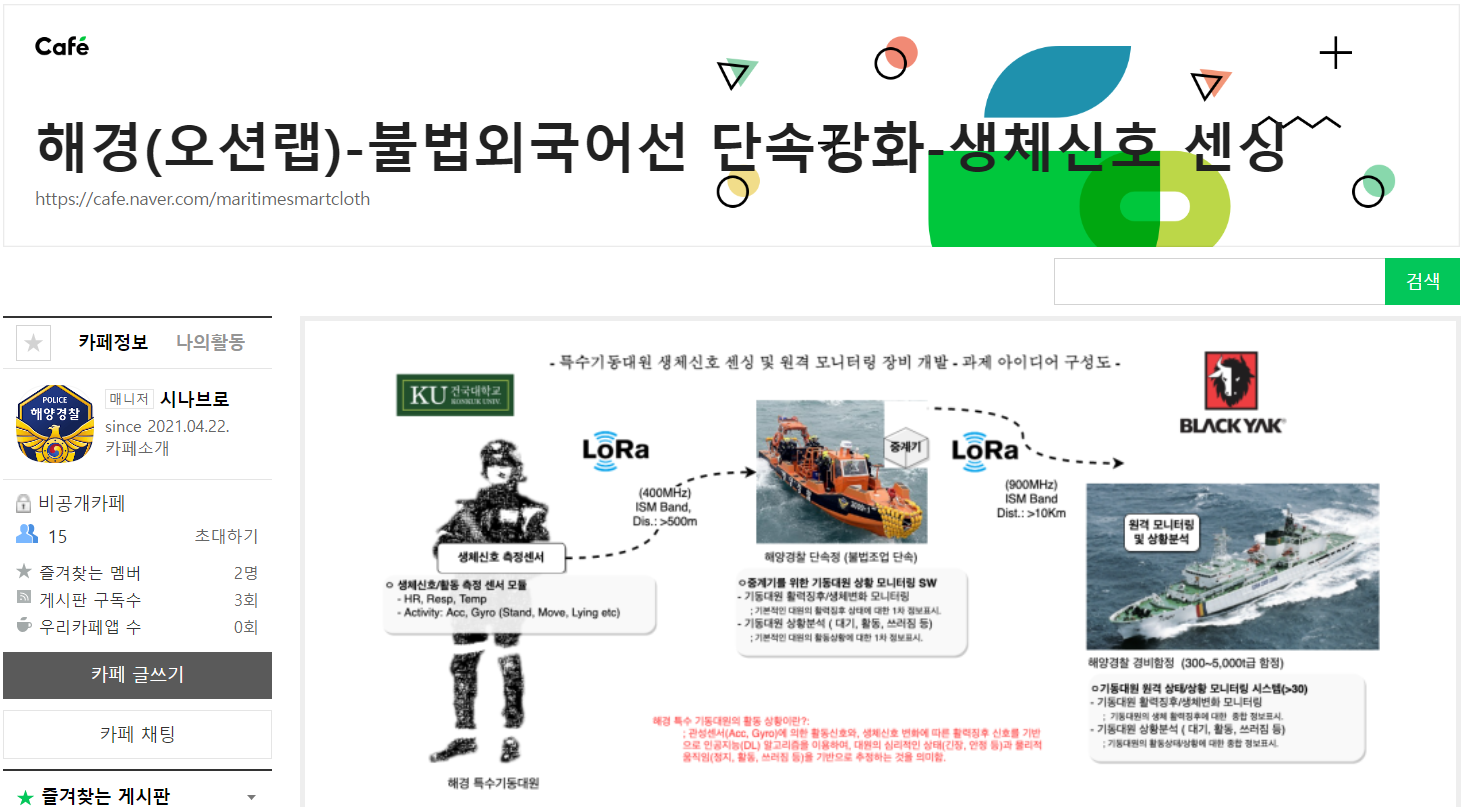 Café
해경(오션랩)-불법외국어선 단속강화-생체신호 센싱
https://cafe.naver.com/maritimesmartcloth
검색
카페정보 나의활동
POLICE
해양경찰
매니저 시나브로
since 2021.04.22.
카페소개
비공개카페
15 초대하기
즐겨찾는 멤버 2명
게시판 구독수 3회
우리카페앱 수 0회
카페 글쓰기
카페 채팅
즐겨찾는 게시판
- 특수기동대원 생체신호 센싱 및 원격 모니터링 장비 개발 - 과제 아이디어 구성도 -
KU 건국대학교
KONKUK UNIV.
BLACKYAK
LoRa
(400MHz)
ISM Band,
Dis.: >500m
생체신호 측정센서
ㅇ 생체신호/활동 측정 센서 모듈
- HR, Resp, Temp
- Activity: Acc, Gyro (Stand, Move, Lying etc)
해경 특수기동대원
중계기
해양경찰 단속정 (불법조업 단속)
ㅇ중계기를 위한 기동대원 상황 모니터링 SW
- 기동대원 활력징후/생체변화 모니터링
; 기본적인 대원의 활력징후 상태에 대한 1차 정보표시.
- 기동대원 상황분석 ( 대기, 활동, 쓰러짐 등)
; 기본적인 대원의 활동상황에 대한 1차 정보표시.
LoRa
(900MHz)
ISM Band
Dist.: >10Km
원격 모니터링
및 상황분석
해양경찰 경비함정 (300~5,000t급 함정)
ㅇ기동대원 원격 상태/상황 모니터링 시스템(>30)
- 기동대원 활력징후/생체변화 모니터링
; 기동대원의 생체 활력징후에 대한 종합 정보표시.
- 기동대원 상황분석 ( 대기, 활동, 쓰러짐 등)
; 기동대원의 활동상태/상황에 대한 종합 정보표시.
해경 특수 기동대원의 활동 상황이란?:
; 관성센서(Acc, Gyro)에 의한 활동신호와, 생체신호 변화에 따른 활력징후 신호를 기반
으로 인공지능(DL) 알고리즘을 이용하여, 대원의 심리적인 상태(긴장, 안정 등)과 물리적
움직임(정지, 활동, 쓰러짐 등)을 기반으로 추정하는 것을 의미함.